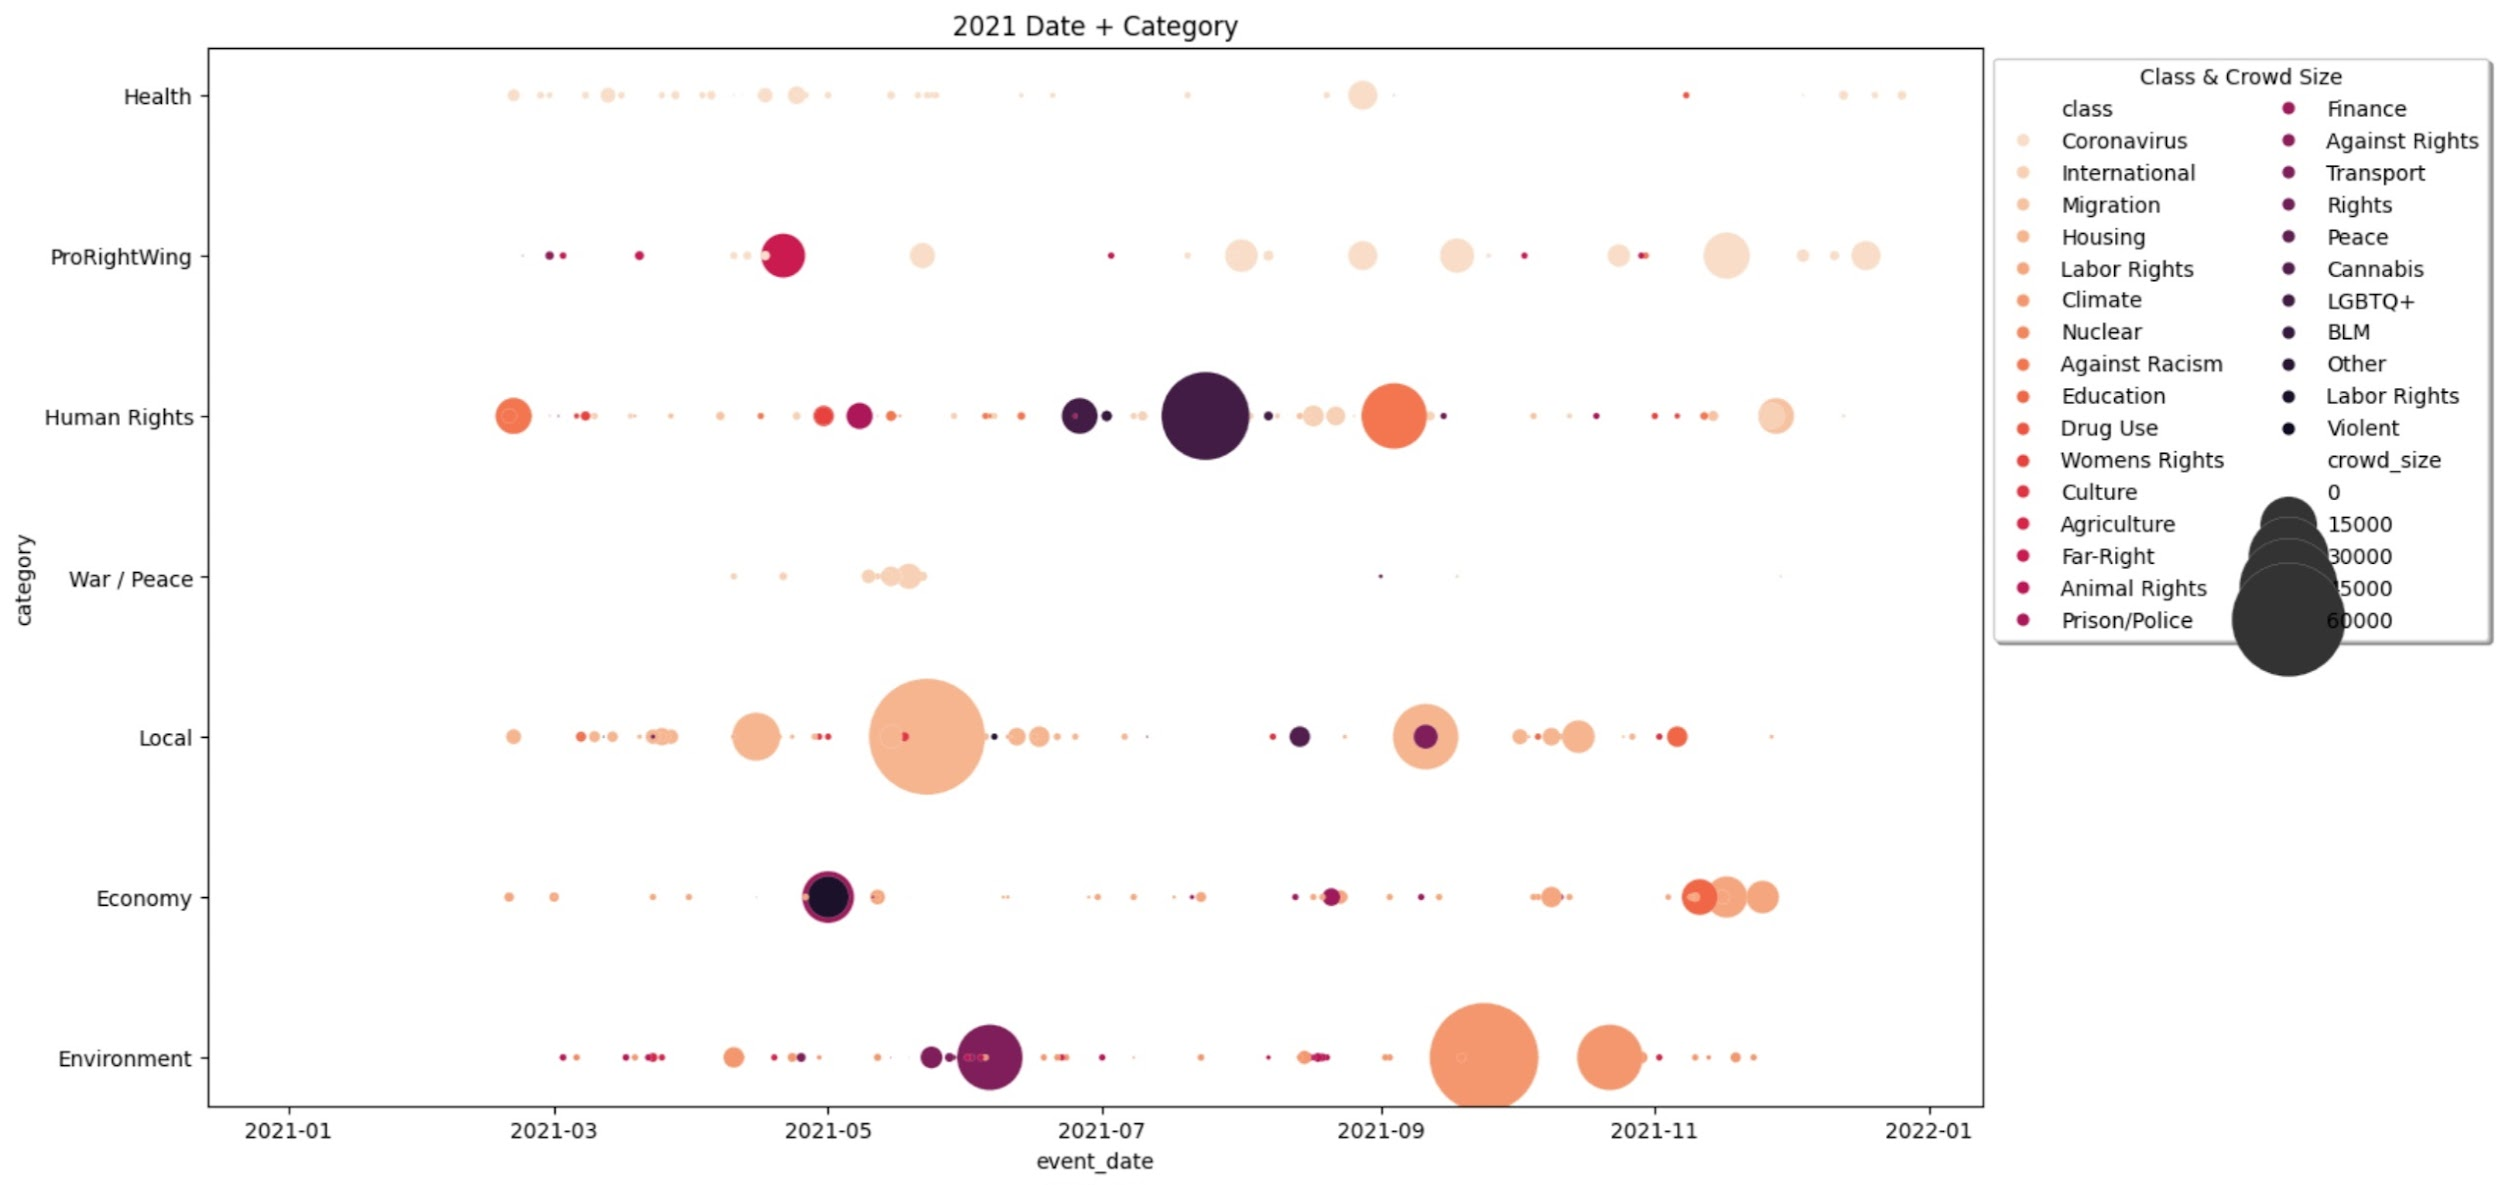 2021 Date + Category
category
Health
ProRightWing
Human Rights
War / Peace
Local
Economy
Environment
2021-01
2021-03
2021-05
2021-07
2021-09
2021-11
2022-01
event_date
Class & Crowd Size
class
Coronavirus
International
Migration
Housing
Labor Rights
Climate
Nuclear
Against Racism
Education
Drug Use
Womens Rights
Culture
Agriculture
Far-Right
Animal Rights
Prison/Police
Finance
Against Rights
Transport
Rights
Peace
Cannabis
LGBTQ+
BLM
Other
Labor Rights
Violent
crowd_size
0
15000
30000
45000
60000